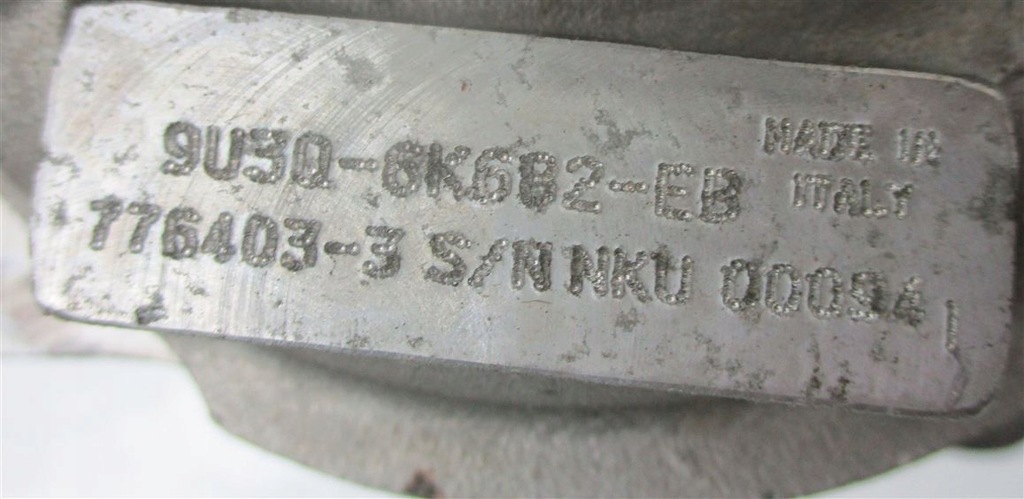 9U3Q-6K682-EB
MADE IN
ITALY
776403-3 S/N NKU 00094